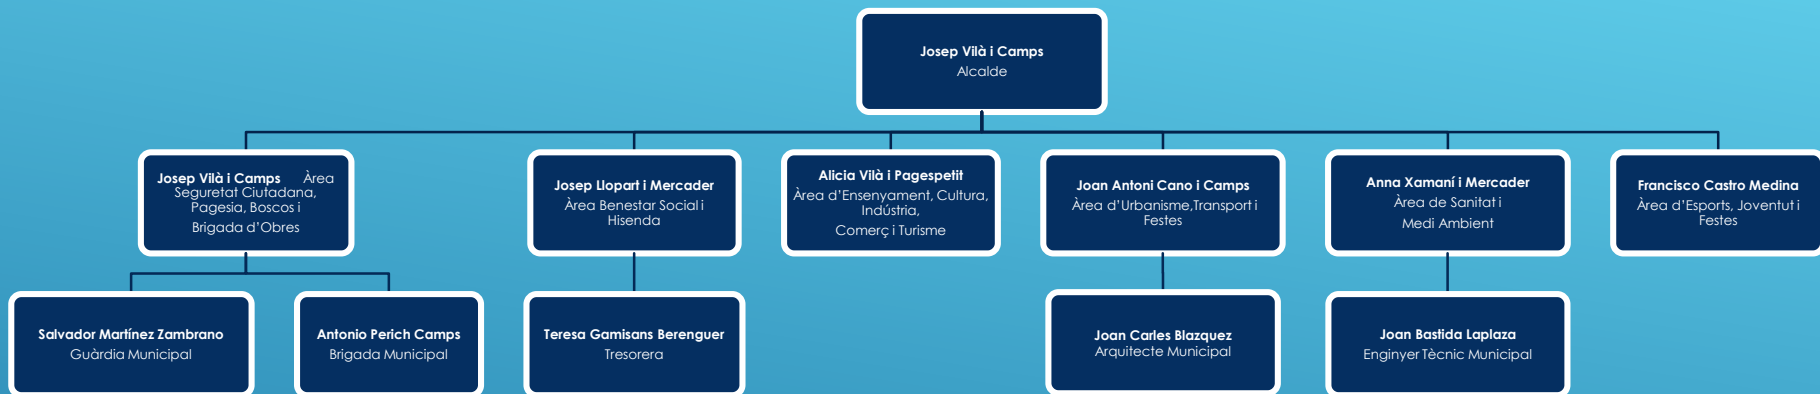 Josep Vilà i Camps
Alcalde
Josep Vilà i Camps Àrea
Seguretat Ciutadana,
Pagesia, Boscos i
Brigada d'Obres
Josep Llopart i Mercader
Àrea Benestar Social i
Hisenda
Alicia Vilà i Pagespetit
Àrea d'Ensenyament, Cultura,
Indústria,
Comerç i Turisme
Joan Antoni Cano i Camps
Àrea d'Urbanisme,Transport i
Festes
Anna Xamaní i Mercader
Àrea de Sanitat i
Medi Ambient
Francisco Castro Medina
Àrea d'Esports, Joventut i
Festes
Salvador Martínez Zambrano
Guàrdia Municipal
Antonio Perich Camps
Brigada Municipal
Teresa Gamisans Berenguer
Tresorera
Joan Carles Blazquez
Arquitecte Municipal
Joan Bastida Laplaza
Enginyer Tècnic Municipal